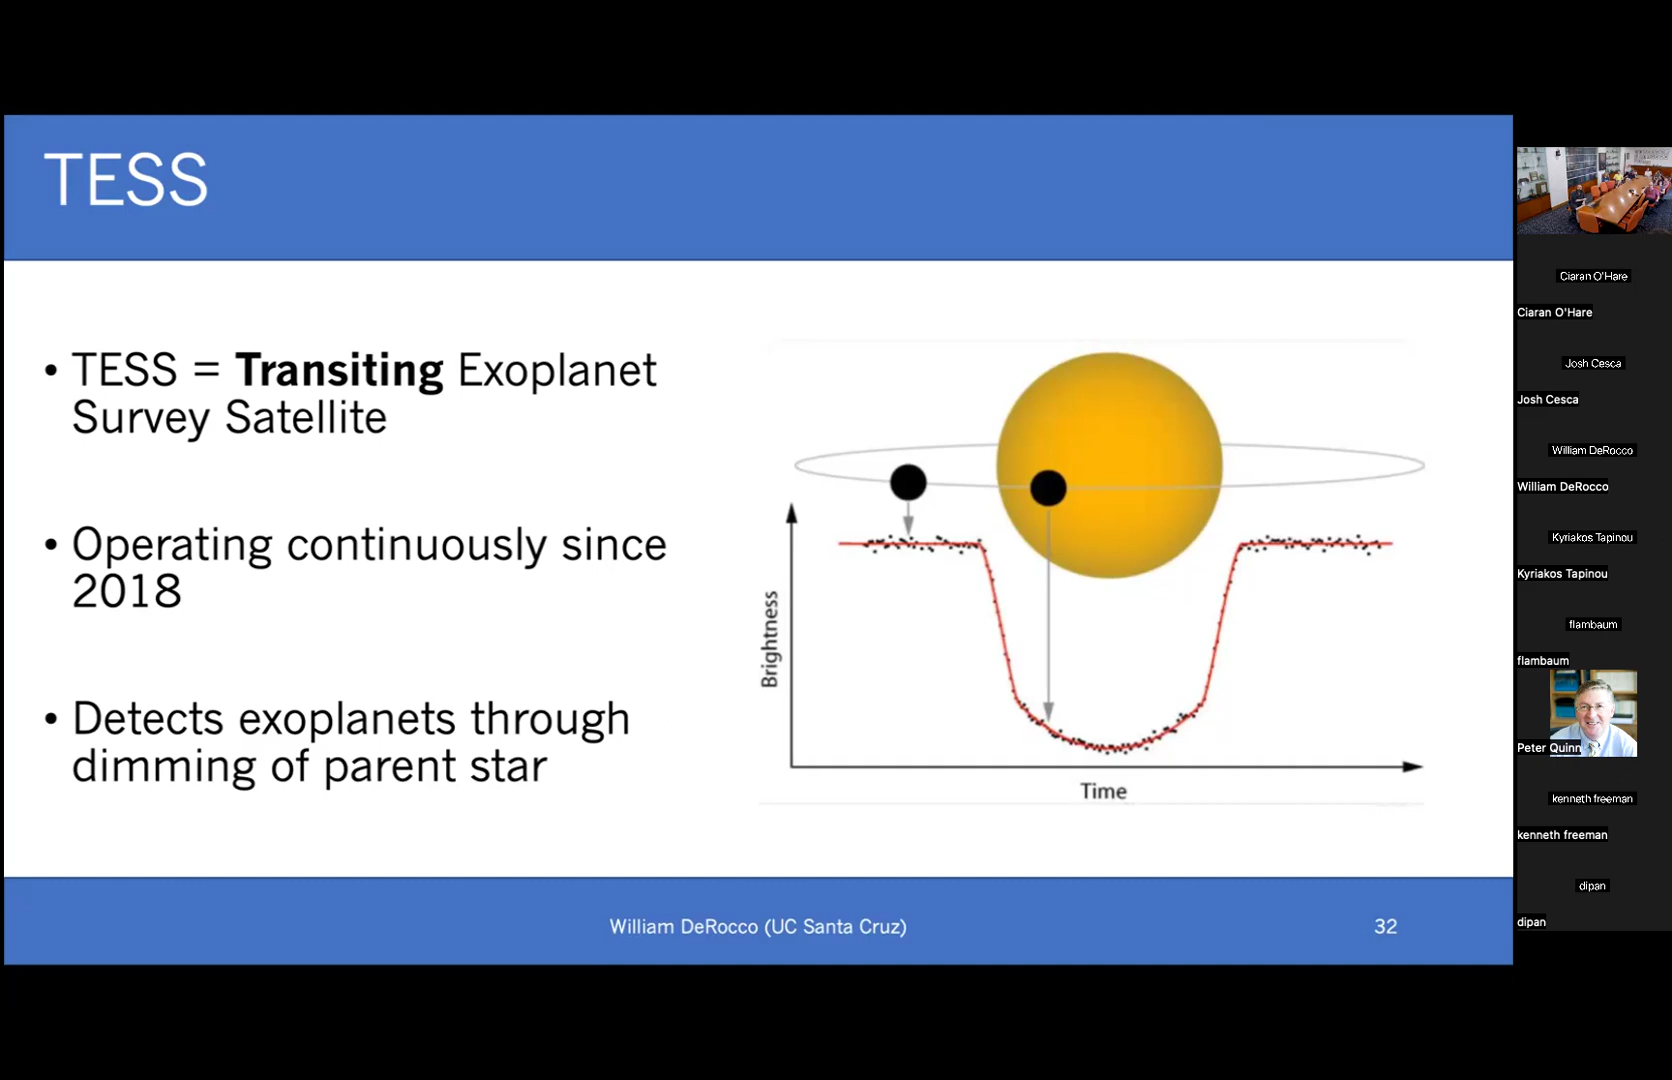 TESS
• TESS = Transiting Exoplanet
Survey Satellite
• Operating continuously since
2018
• Detects exoplanets through
dimming of parent star
Brightness
Time
William DeRocco (UC Santa Cruz)
32
Ciaran O'Hare
Ciaran O'Hare
Josh Cesca
Josh Cesca
William DeRocco
William DeRocco
Kyriakos Tapinou
Kyriakos Tapinou
flambaum
flambaum
Peter Quinn
kenneth freeman
kenneth freeman
dipan
dipan